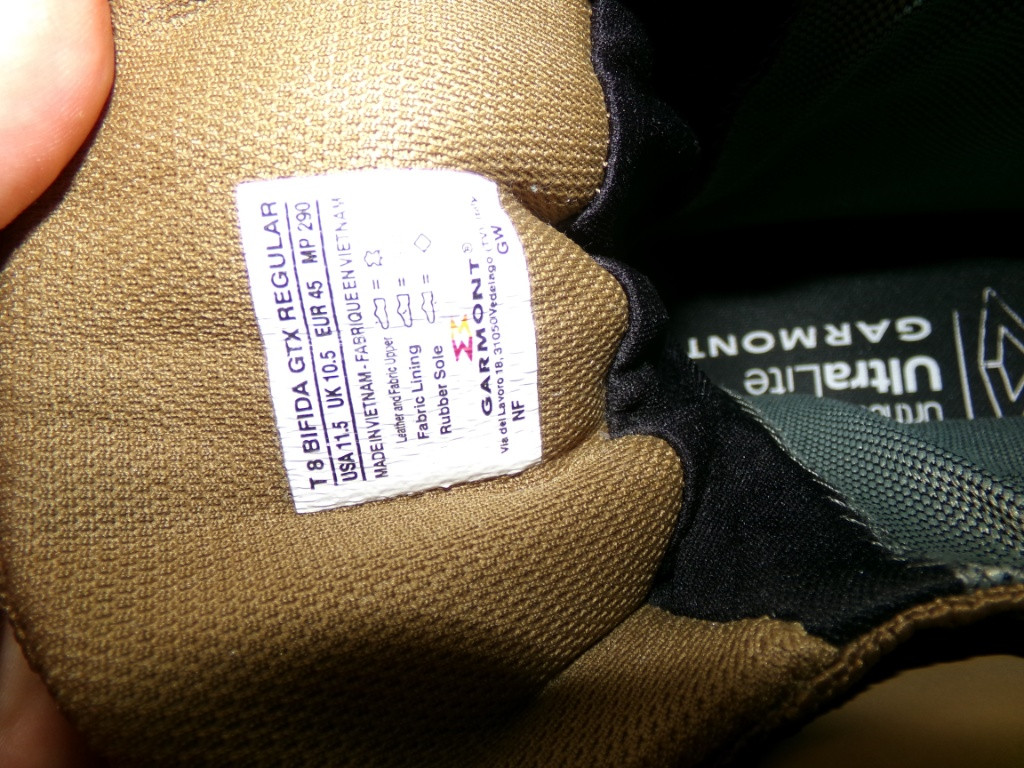 T 8 BIFIDA GTX REGULAR
USA 11.5 UK 10.5 EUR 45 MP 290
MADE IN VIETNAM - FABRIQUE EN VIETNAM
Leather and Fabric Upper =
Fabric Lining =
Rubber Sole =
GARMONT®
Via del Lavoro 18, 31050 Vedelago (TV) Italy
NF GW
GARMONT
UltraLite